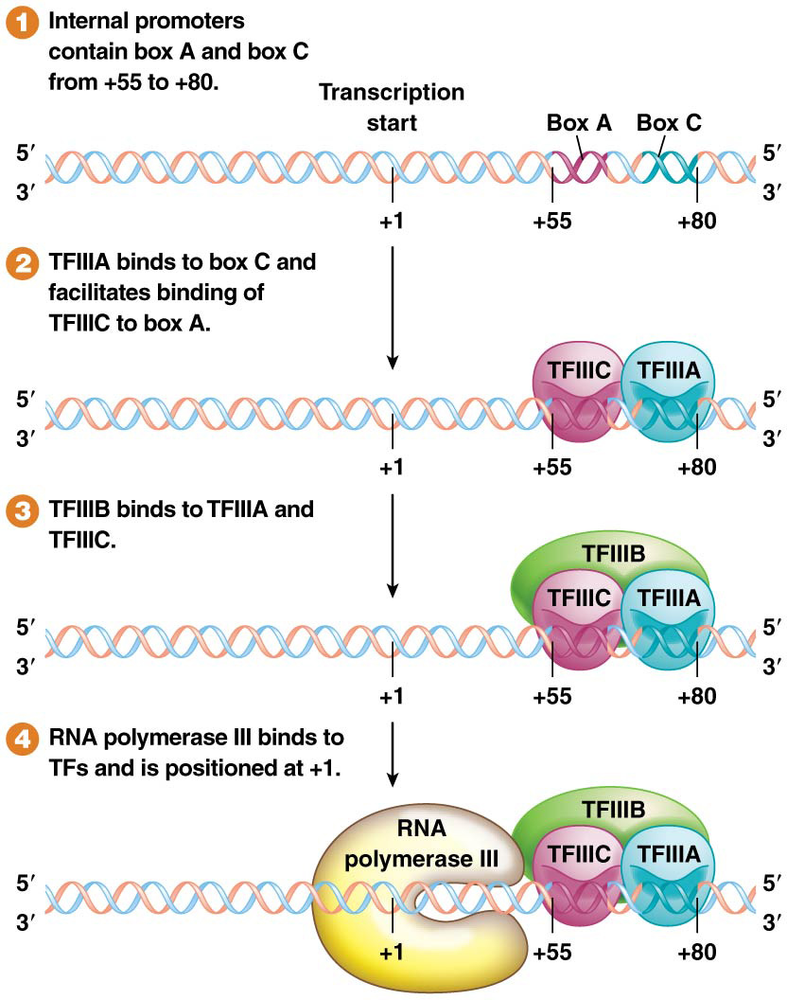 1 Internal promoters
contain box A and box C
from +55 to +80.
Transcription
start
Box A Box C
5′ 5′
3′ 3′
+1 +55 +80
2 TFIIIA binds to box C and
facilitates binding of
TFIIIC to box A.
TFIIIC TFIIIA
5′ 5′
3′ 3′
+1 +55 +80
3 TFIIIB binds to TFIIIA and
TFIIIC.
TFIIIB
TFIIIC TFIIIA
5′ 5′
3′ 3′
+1 +55 +80
4 RNA polymerase III binds to
TFs and is positioned at +1.
TFIIIB
RNA
polymerase III
TFIIIC TFIIIA
5′ 5′
3′ 3′
+1 +55 +80